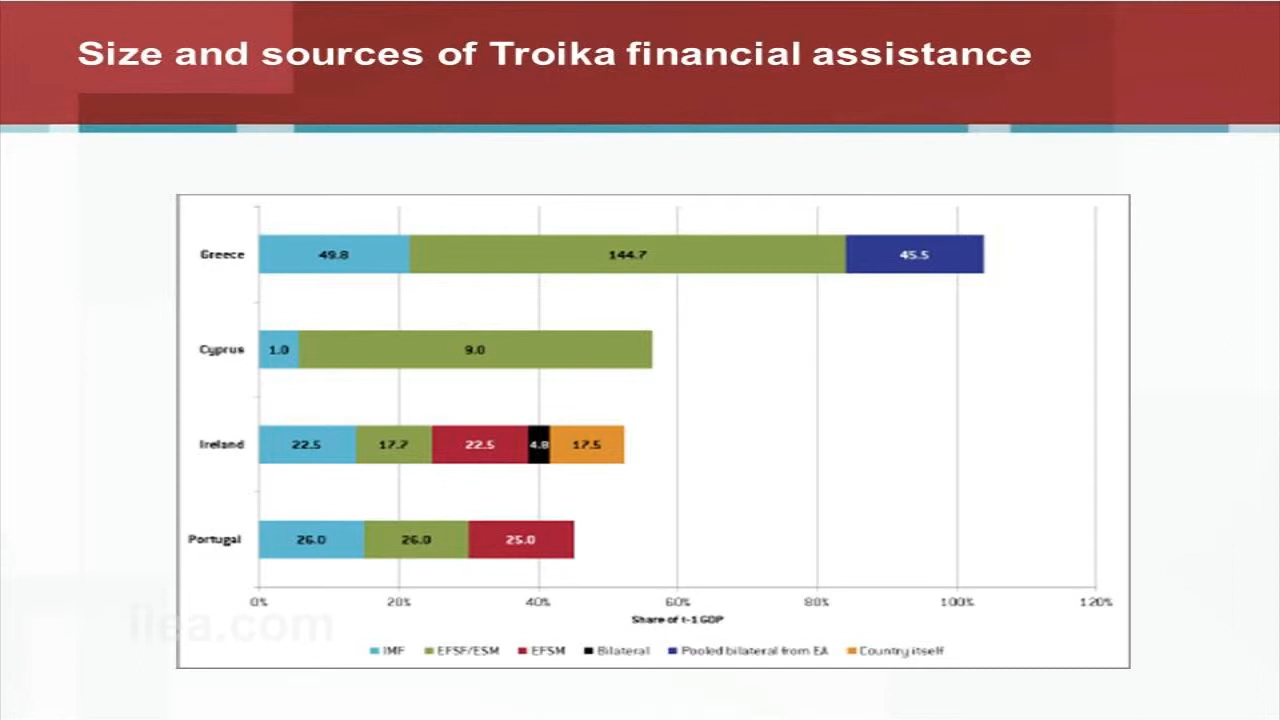 Size and sources of Troika financial assistance
Greece 49.8 144.7 45.5
Cyprus 1.0 9.0
Ireland 22.5 17.7 22.5 4.8 17.5
Portugal 26.0 26.0 25.0
0% 20% 40% 60% 80% 100% 120%
Share of t-1 GDP
IMF EFSF/ESM EFSM Bilateral Pooled bilateral from EA Country itself
ilea.com